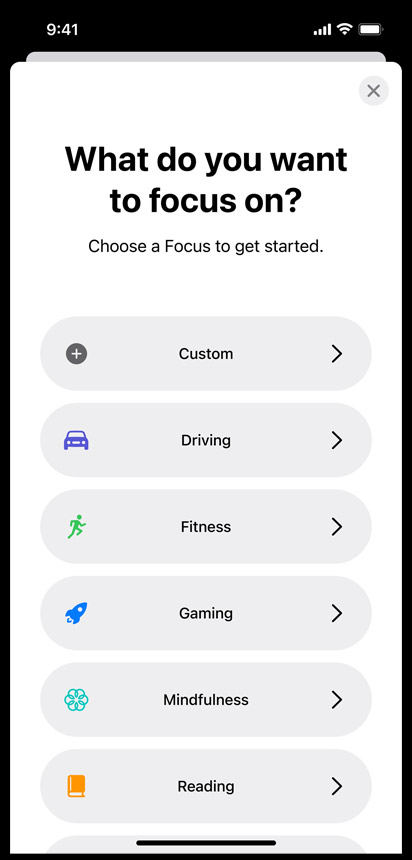 9:41
What do you want
to focus on?
Choose a Focus to get started.
Custom
Driving
Fitness
Gaming
Mindfulness
Reading